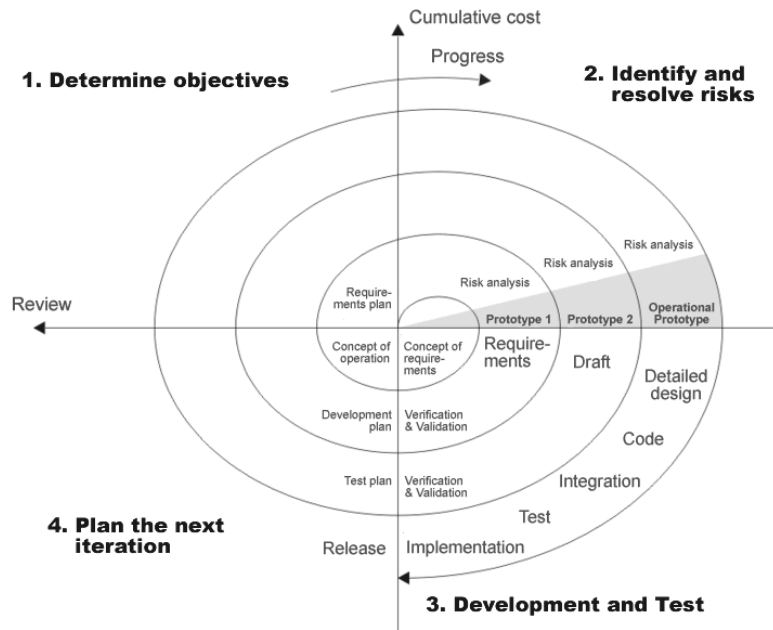 Cumulative cost
Progress
1. Determine objectives
2. Identify and
resolve risks
Risk analysis
Risk analysis
Risk analysis
Require-
ments plan
Review
Prototype 1
Prototype 2
Operational
Prototype
Concept of
operation
Concept of
require-
ments
Require-
ments
Draft
Detailed
design
Development
plan
Verification
& Validation
Code
Test plan
Verification
& Validation
Integration
Test
4. Plan the next
iteration
Release
Implementation
3. Development and Test